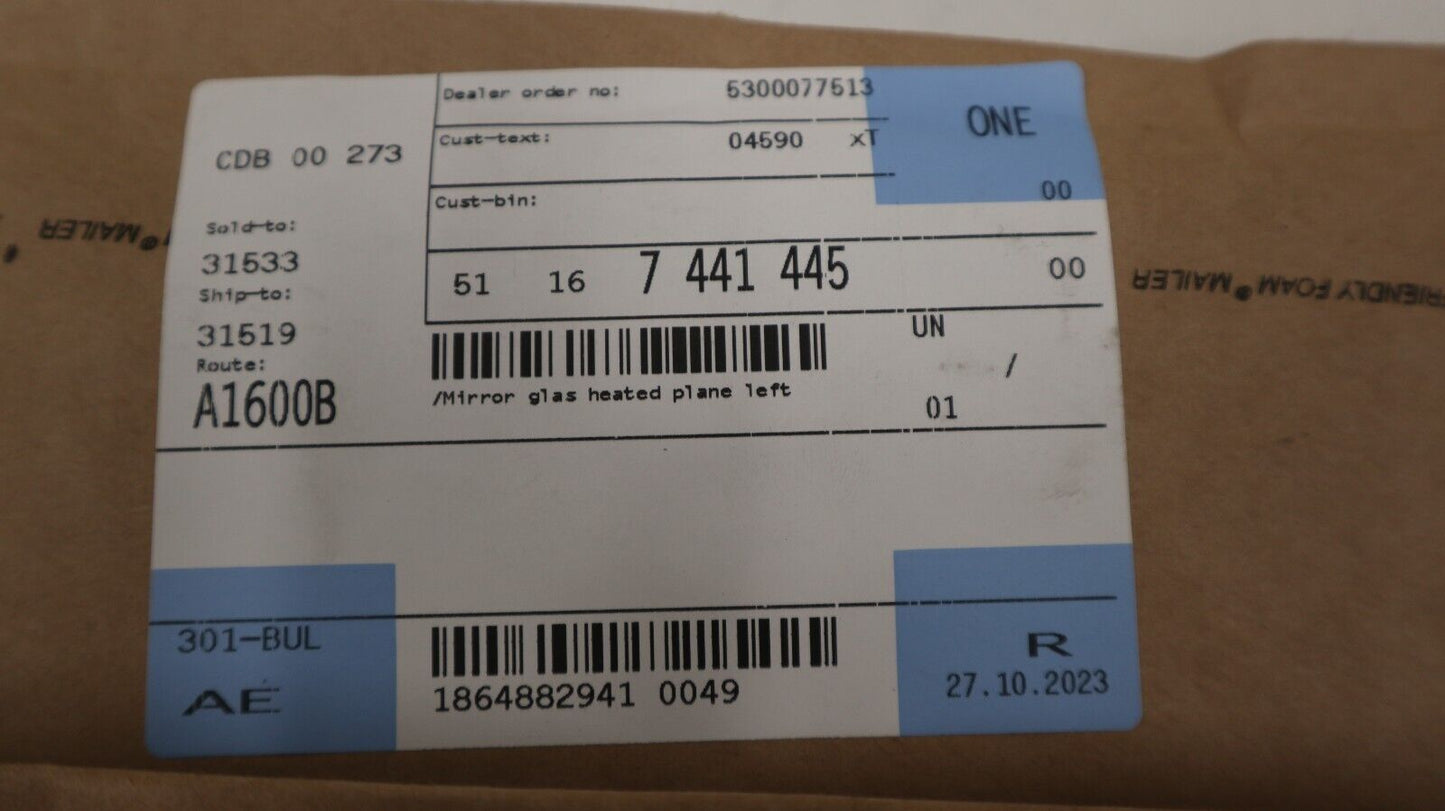 CDB 00 273
Dealer order no: 5300077513
Cust-text: 04590 xT
ONE
00
Cust-bin:
Sold-to:
31533
Ship-to:
31519
Route:
A1600B
51 16 7 441 445 00
UN
/
01
/Mirror glas heated plane left
301-BUL
AE
1864882941 0049
R
27.10.2023
MAILER
RIENDLY FOAM® MAILER